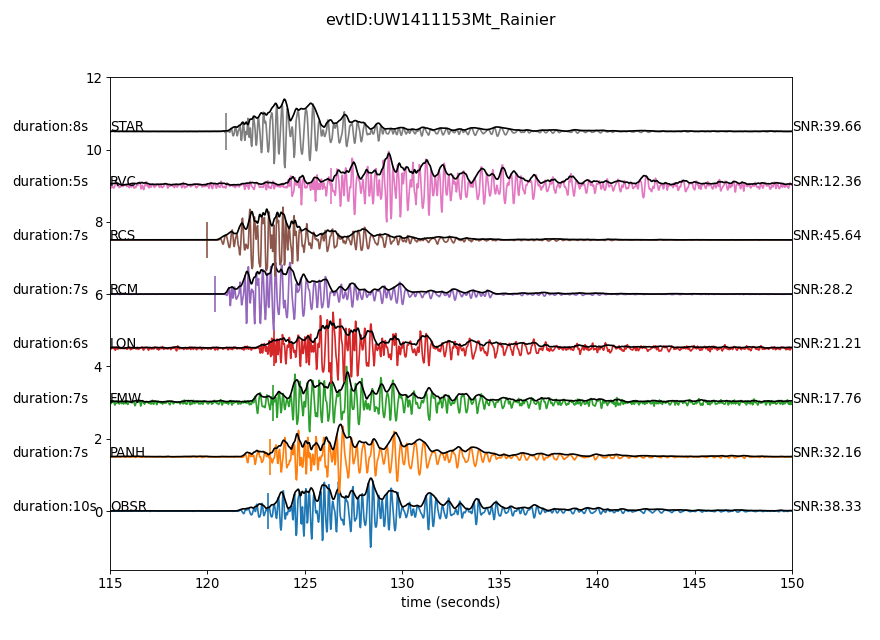 evtID:UW1411153Mt_Rainier
12
duration:8s STAR SNR:39.66
10
duration:5s RVC SNR:12.36
8
duration:7s RCS SNR:45.64
duration:7s RCM SNR:28.2
6
duration:6s LON SNR:21.21
4
duration:7s FMW SNR:17.76
2
duration:7s PANH SNR:32.16
duration:10s OBSR SNR:38.33
0
115 120 125 130 135 140 145 150
time (seconds)